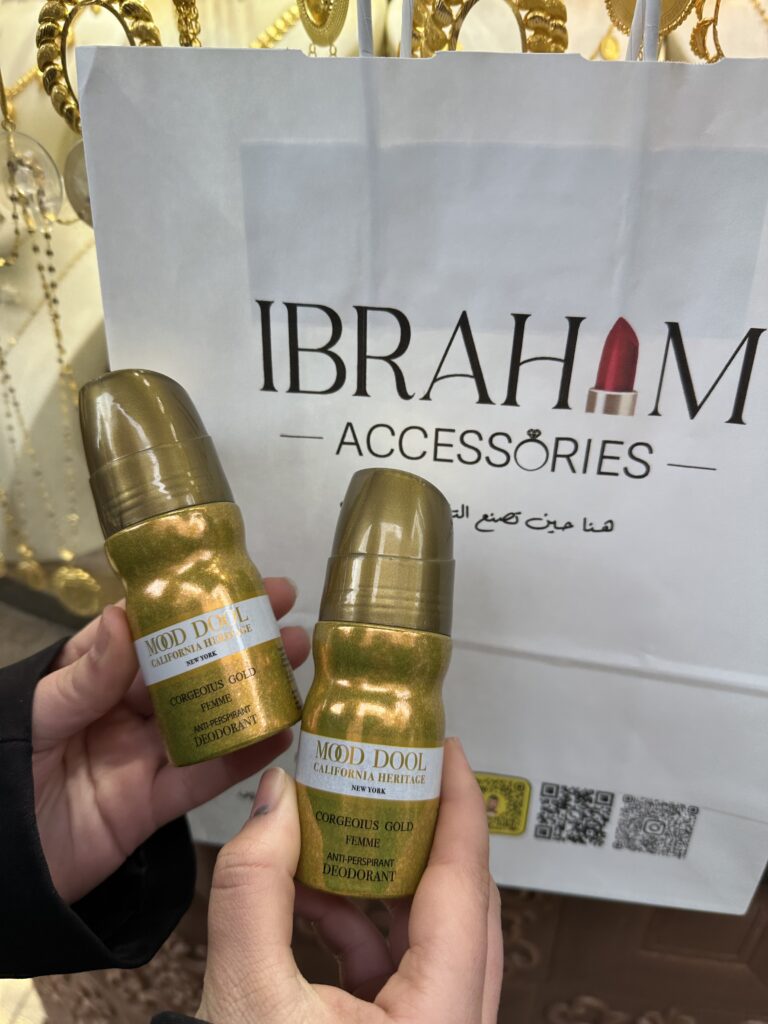 IBRAHIM
ACCESSORIES
هنا حين تصنع
MOOD DOOL
CALIFORNIA HERITAGE
NEW YORK
CORGEOIUS GOLD
FEMME
ANTI-PERSPIRANT
DEODORANT
MOOD DOOL
CALIFORNIA HERITAGE
NEW YORK
CORGEOIUS GOLD
FEMME
ANTI-PERSPIRANT
DEODORANT